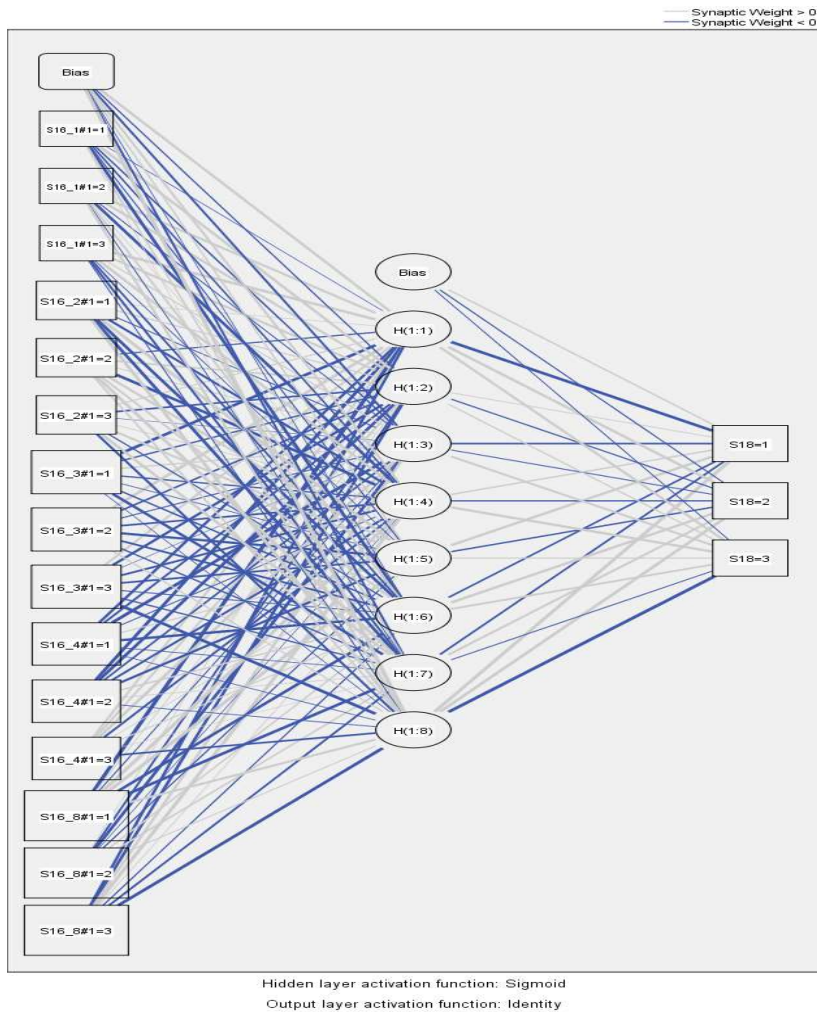 Synaptic Weight > 0
Synaptic Weight < 0
Bias
S16_1#1=1
S16_1#1=2
S16_1#1=3
S16_2#1=1
S16_2#1=2
S16_2#1=3
S16_3#1=1
S16_3#1=2
S16_3#1=3
S16_4#1=1
S16_4#1=2
S16_4#1=3
S16_8#1=1
S16_8#1=2
S16_8#1=3
Bias
H(1:1)
H(1:2)
H(1:3)
H(1:4)
H(1:5)
H(1:6)
H(1:7)
H(1:8)
S18=1
S18=2
S18=3
Hidden layer activation function: Sigmoid
Output layer activation function: Identity